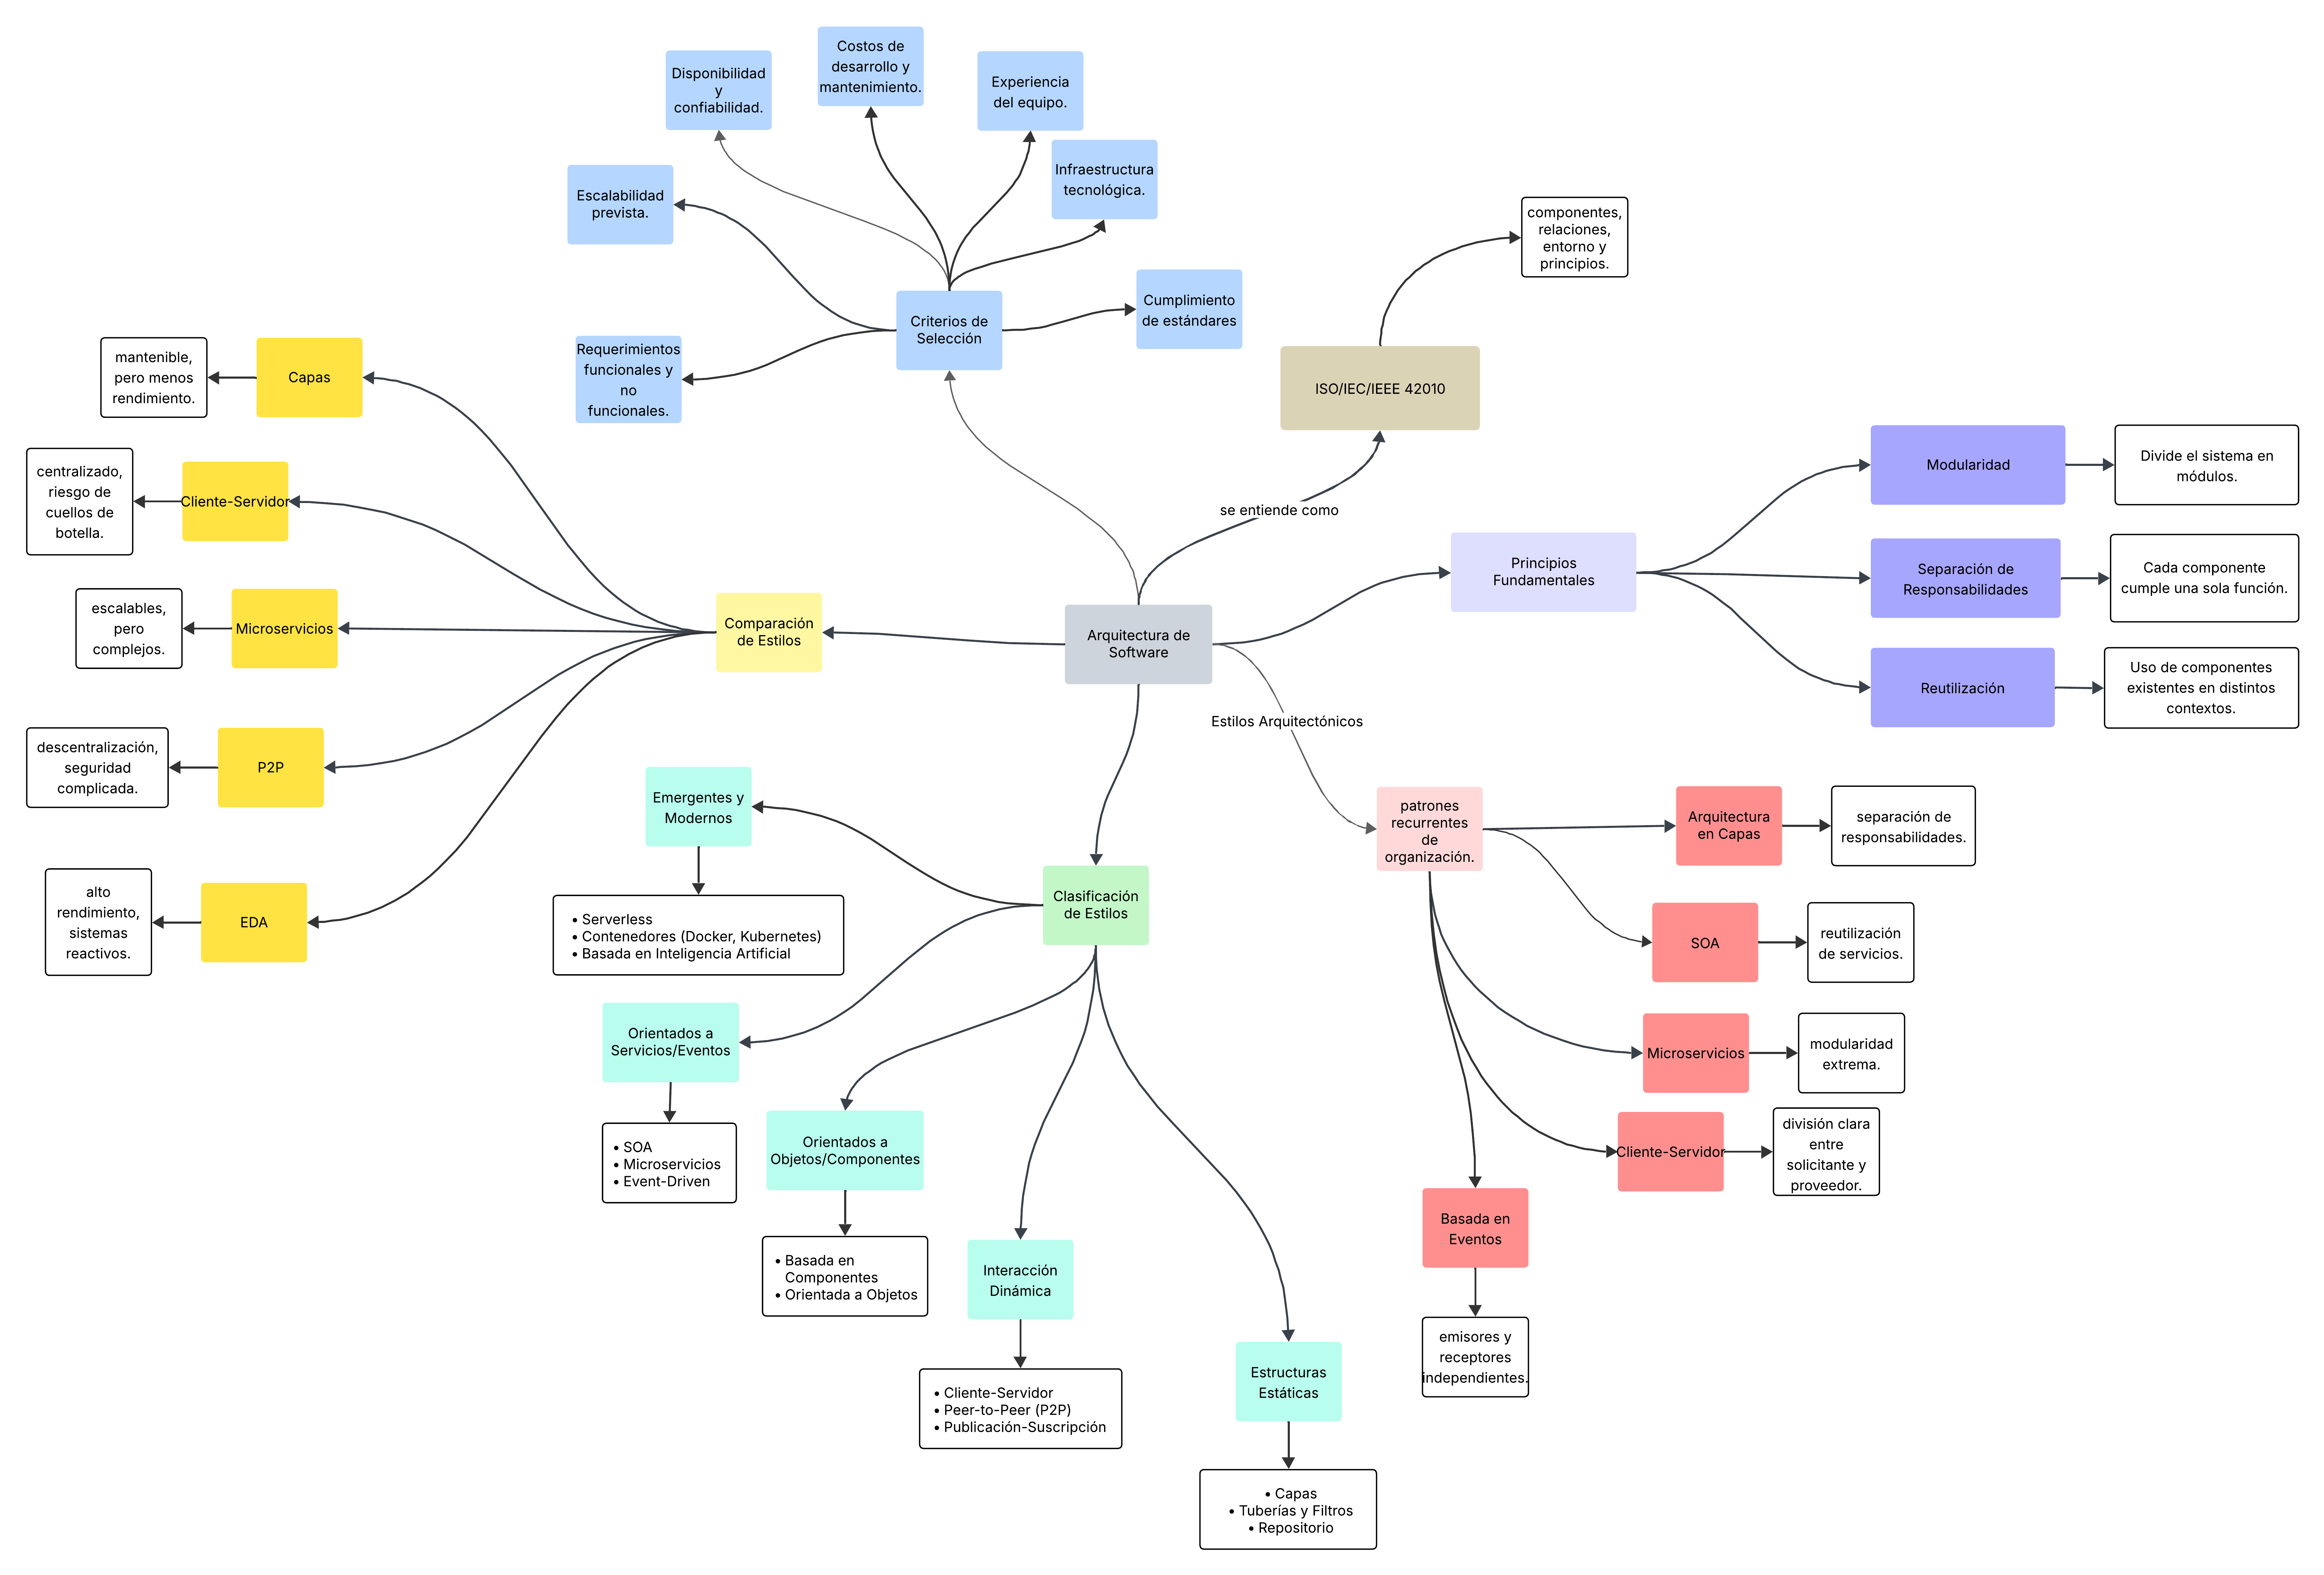 Costos de
desarrollo y
mantenimiento.
Disponibilidad
y
confiabilidad.
Experiencia
del equipo.
Infraestructura
tecnológica.
Escalabilidad
prevista.
Cumplimiento
de estándares
Criterios de
Selección
Requerimientos
funcionales y
no
funcionales.
componentes,
relaciones,
entorno y
principios.
ISO/IEC/IEEE 42010
se entiende como
mantenible,
pero menos
rendimiento.
Capas
centralizado,
riesgo de
cuellos de
botella.
Cliente-Servidor
escalables,
pero
complejos.
Microservicios
descentralización,
seguridad
complicada.
P2P
alto
rendimiento,
sistemas
reactivos.
EDA
Comparación
de Estilos
Arquitectura de
Software
Principios
Fundamentales
Modularidad
Divide el sistema en
módulos.
Separación de
Responsabilidades
Cada componente
cumple una sola función.
Reutilización
Uso de componentes
existentes en distintos
contextos.
Estilos Arquitectónicos
patrones
recurrentes
de
organización.
Arquitectura
en Capas
separación de
responsabilidades.
SOA
reutilización
de servicios.
Microservicios
modularidad
extrema.
Cliente-Servidor
división clara
entre
solicitante y
proveedor.
Basada en
Eventos
emisores y
receptores
independientes.
Clasificación
de Estilos
Emergentes y
Modernos
• Serverless
• Contenedores (Docker, Kubernetes)
• Basada en Inteligencia Artificial
Orientados a
Servicios/Eventos
• SOA
• Microservicios
• Event-Driven
Orientados a
Objetos/Componentes
• Basada en
Componentes
• Orientada a Objetos
Interacción
Dinámica
• Cliente-Servidor
• Peer-to-Peer (P2P)
• Publicación-Suscripción
Estructuras
Estáticas
• Capas
• Tuberías y Filtros
• Repositorio